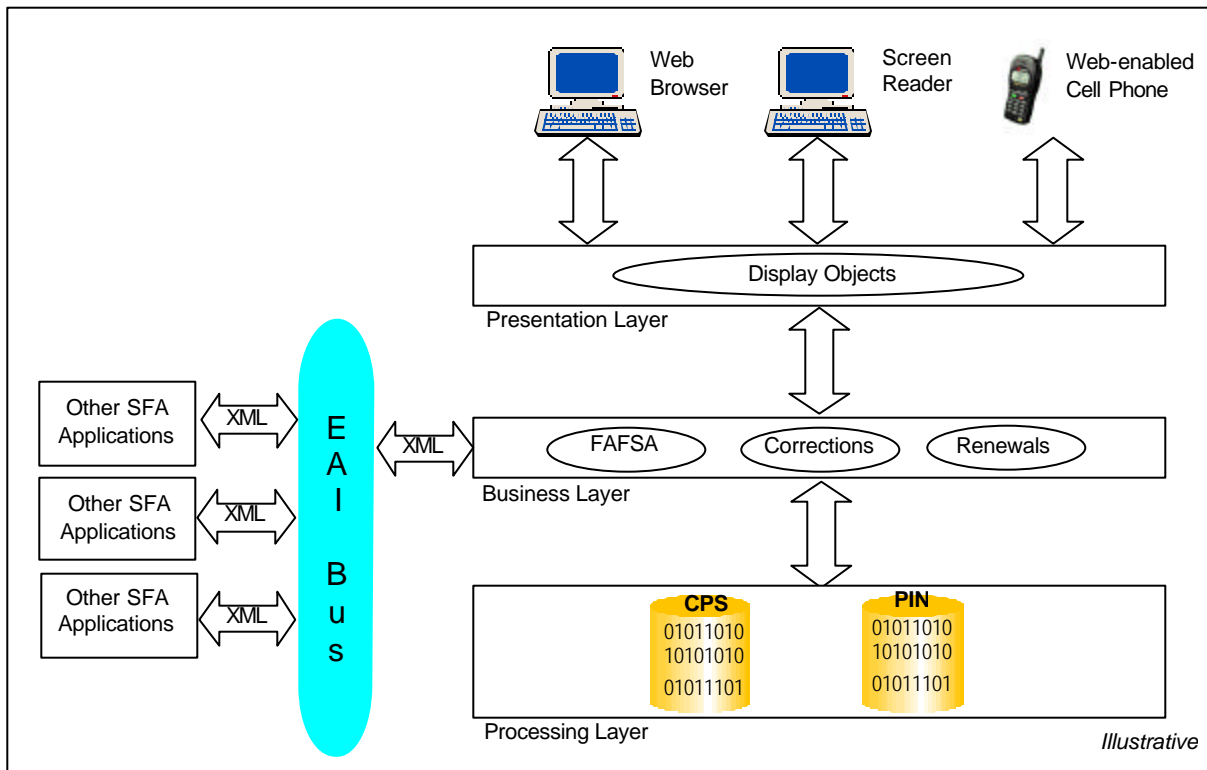 Web
Browser
Screen
Reader
Web-enabled
Cell Phone
Display Objects
Presentation Layer
Other SFA
Applications
XML
Other SFA
Applications
XML
Other SFA
Applications
XML
E
A
I
B
u
s
XML
FAFSA
Corrections
Renewals
Business Layer
CPS
01011010
10101010
01011101
PIN
01011010
10101010
01011101
Processing Layer
Illustrative